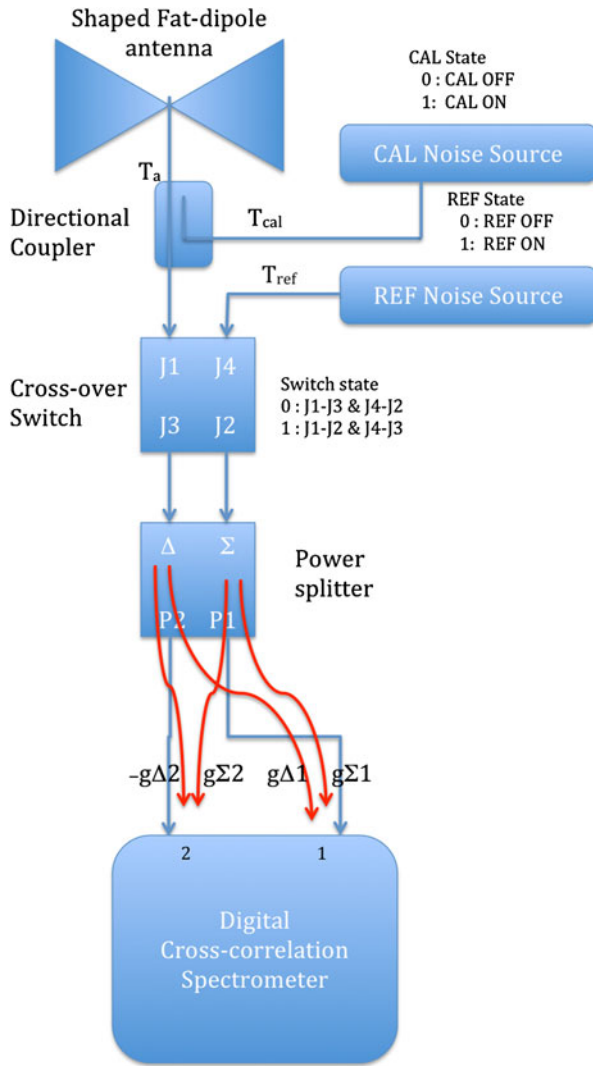 Shaped Fat-dipole
antenna
CAL State
0 : CAL OFF
1: CAL ON
CAL Noise Source
Ta
Directional
Coupler
Tcal
REF State
0: REF OFF
1: REF ON
Tref
REF Noise Source
J1 J4
Cross-over
Switch
J3 J2
Switch state
0 : J1-J3 & J4-J2
1 : J1-J2 & J4-J3
Δ Σ
Power
splitter
P2 P1
-gΔ2 gΣ2 gΔ1 gΣ1
2 1
Digital
Cross-correlation
Spectrometer